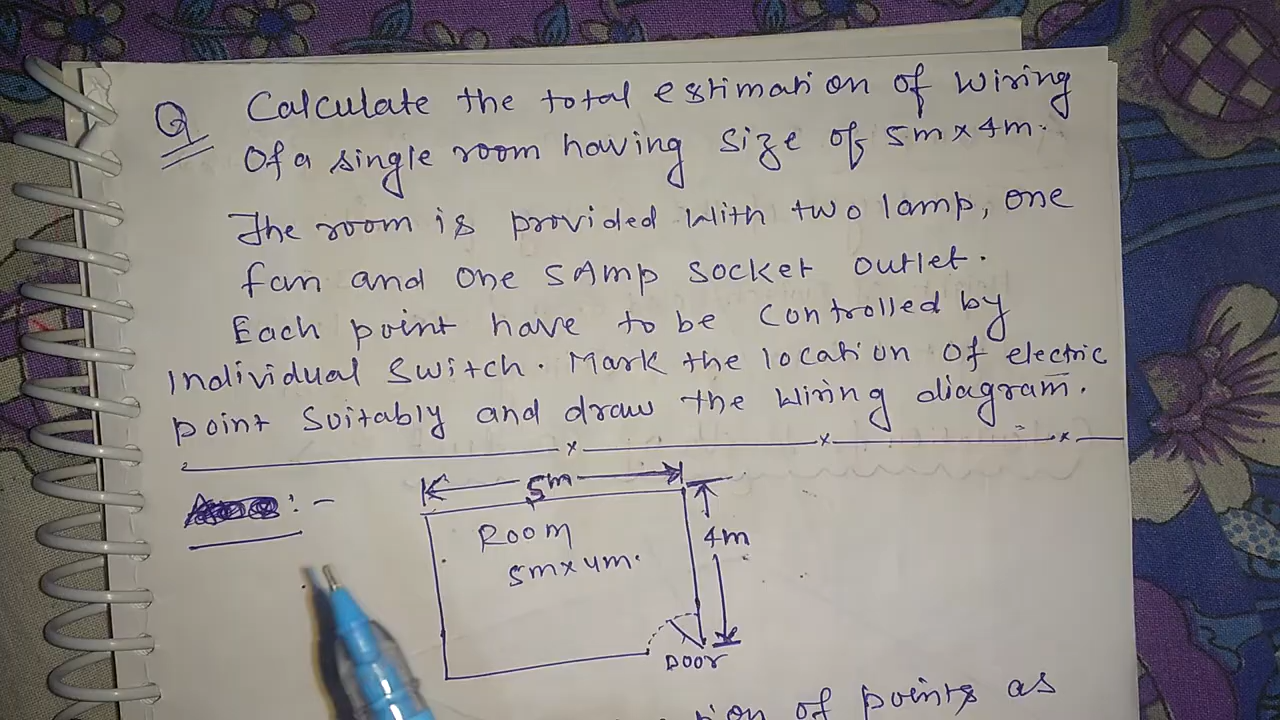 Q Calculate the total estimation of wiring
Of a single room having size of 5m x 4m.
The room is provided with two lamp, one
fan and one 5Amp socket outlet.
Each point have to be controlled by
individual switch. Mark the location of electric
point suitably and draw the wiring diagram.
:-
5m
Room
5m x 4m.
4m
Door
of points as